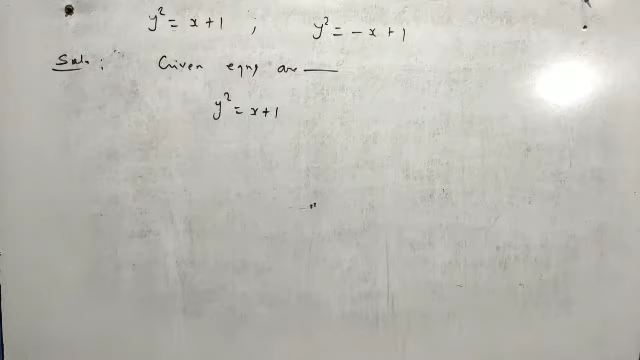 y² = x+1 , y² = -x+1
Soln : Given eqns are —
y² = x+1